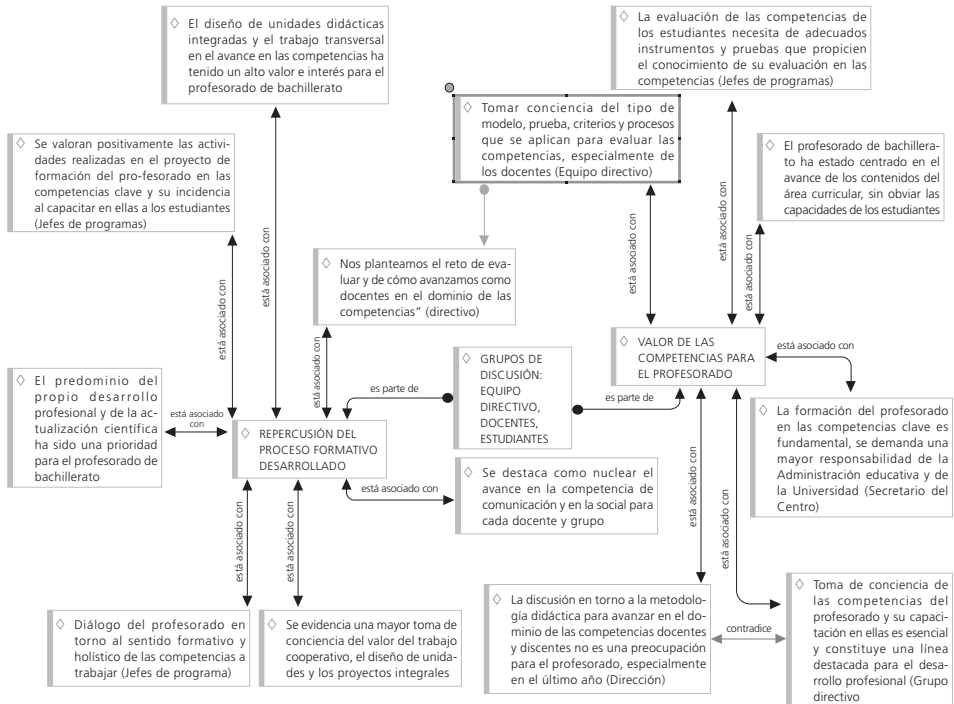 El diseño de unidades didácticas
integradas y el trabajo transversal
en el avance en las competencias ha
tenido un alto valor e interés para el
profesorado de bachillerato
La evaluación de las competencias de
los estudiantes necesita de adecuados
instrumentos y pruebas que propicien
el conocimiento de su evaluación en las
competencias (Jefes de programas)
Tomar conciencia del tipo de
modelo, prueba, criterios y procesos
que se aplican para evaluar las
competencias, especialmente de
los docentes (Equipo directivo)
Se valoran positivamente las activi-
dades realizadas en el proyecto de
formación del pro-fesorado en las
competencias clave y su incidencia
al capacitar en ellas a los estudiantes
(Jefes de programas)
El profesorado de bachillera-
to ha estado centrado en el
avance de los contenidos del
área curricular, sin obviar las
capacidades de los estudiantes
está asociado con
está asociado con
está asociado con
está asociado con
está asociado con
Nos planteamos el reto de eva-
luar y de cómo avanzamos como
docentes en el dominio de las
competencias” (directivo)
está asociado con
VALOR DE LAS
COMPETENCIAS PARA
EL PROFESORADO
está asociado con
GRUPOS DE
DISCUSIÓN:
EQUIPO
DIRECTIVO,
DOCENTES,
ESTUDIANTES
es parte de
es parte de
El predominio del
propio desarrollo
profesional y de la ac-
tualización científica
ha sido una prioridad
para el profesorado de
bachillerato
está asociado
con
REPERCUSIÓN DEL
PROCESO FORMATIVO
DESARROLLADO
La formación del profesorado
en las competencias clave es
fundamental, se demanda una
mayor responsabilidad de la
Administración educativa y de
la Universidad (Secretario del
Centro)
está asociado con
Se destaca como nuclear el
avance en la competencia de
comunicación y en la social para
cada docente y grupo
está asociado con
está asociado con
está asociado con
está asociado con
Diálogo del profesorado en
torno al sentido formativo y
holístico de las competencias a
trabajar (Jefes de programa)
Se evidencia una mayor toma de
conciencia del valor del trabajo
cooperativo, el diseño de unida-
des y los proyectos integrales
La discusión en torno a la metodolo-
gía didáctica para avanzar en el do-
minio de las competencias docentes
y discentes no es una preocupación
para el profesorado, especialmente
en el último año (Dirección)
contradice
Toma de conciencia de
las competencias del
profesorado y su capaci-
tación en ellas es esencial
y constituye una línea
destacada para el desa-
rrollo profesional (Grupo
directivo